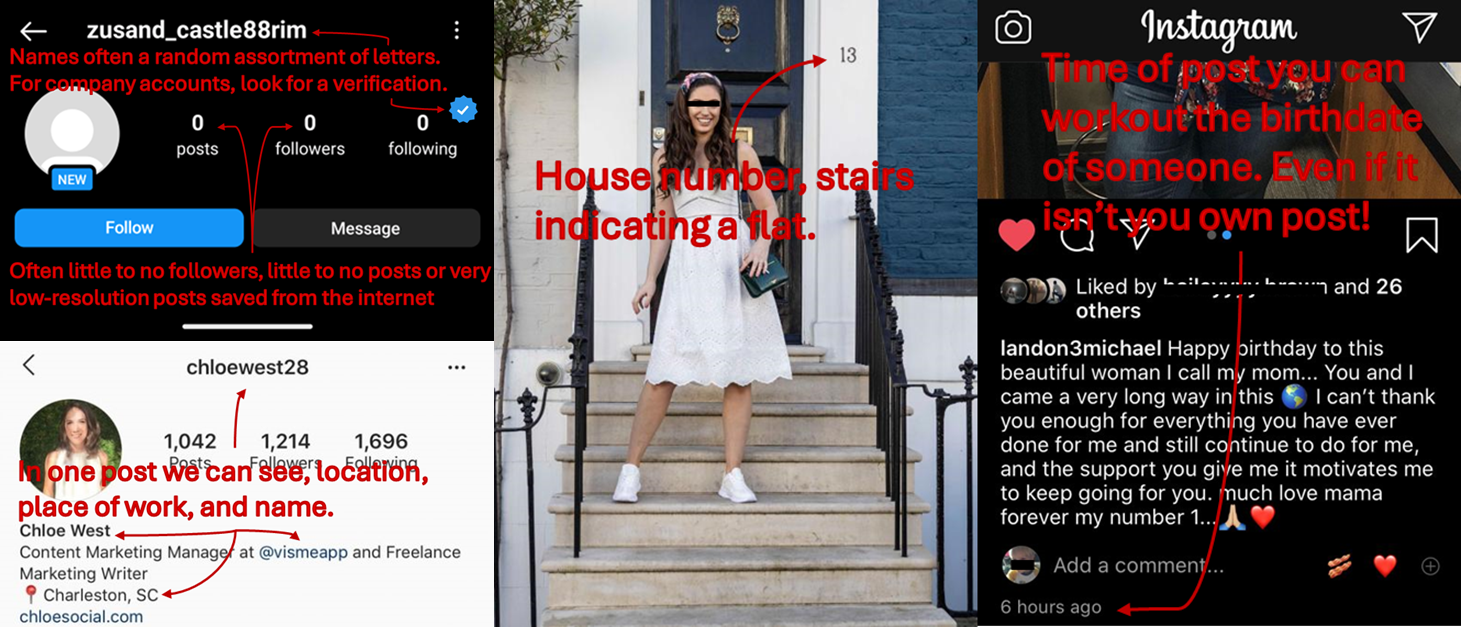 zusand_castle88rim
Names often a random assortment of letters.
For company accounts, look for a verification.
0
0
0
posts
followers
following
NEW
Follow
Message
Often little to no followers, little to no posts or very
low-resolution posts saved from the internet
chloewest28
1,042
1,214
1,696
Posts
Followers
Following
In one post we can see, location,
place of work, and name.
Chloe West
Content Marketing Manager at @vismeapp and Freelance
Marketing Writer
📍 Charleston, SC
chloesocial.com
13
House number, stairs
indicating a flat.
Instagram
Time of post you can
workout the birthdate
of someone. Even if it
isn't you own post!
Liked by and 26
others
landon3michael Happy birthday to this
beautiful woman I call my mom... You and I
came a very long way in this 🌎 I can't thank
you enough for everything you have ever
done for me and still continue to do for me,
and the support you give me it motivates me
to keep going for you. much love mama
forever my number 1...🙏🏼 ❤️
Add a comment...
6 hours ago